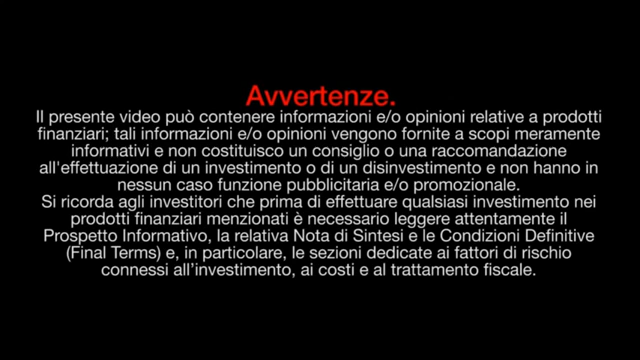 Avvertenze.
Il presente video può contenere informazioni e/o opinioni relative a prodotti
finanziari; tali informazioni e/o opinioni vengono fornite a scopi meramente
informativi e non costituisco un consiglio o una raccomandazione
all'effettuazione di un investimento o di un disinvestimento e non hanno in
nessun caso funzione pubblicitaria e/o promozionale.
Si ricorda agli investitori che prima di effettuare qualsiasi investimento nei
prodotti finanziari menzionati è necessario leggere attentamente il
Prospetto Informativo, la relativa Nota di Sintesi e le Condizioni Definitive
(Final Terms) e, in particolare, le sezioni dedicate ai fattori di rischio
connessi all'investimento, ai costi e al trattamento fiscale.